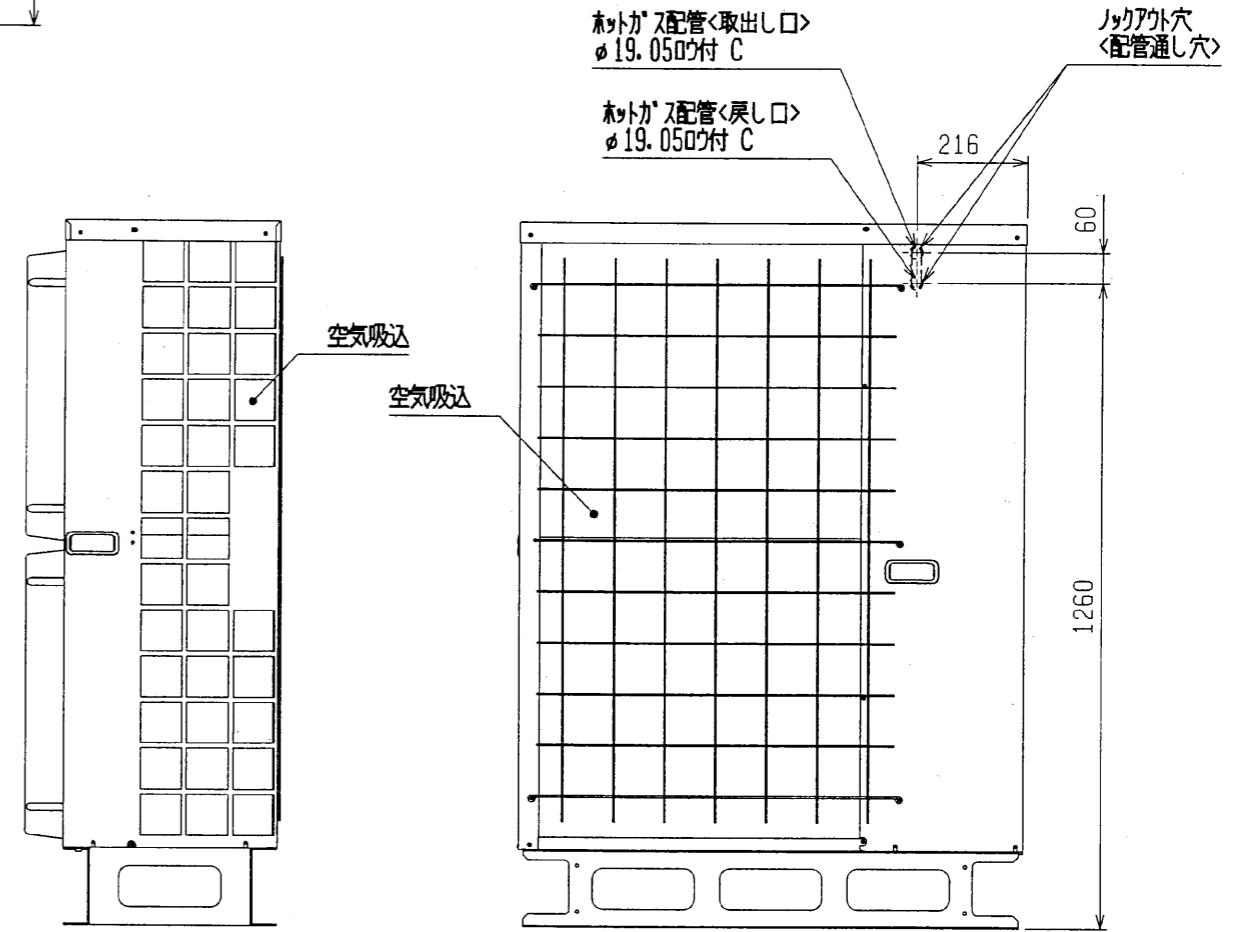 ホットガス配管<取出し口>
φ19.05ロウ付 C
ノックアウト穴
<配管通し穴>
ホットガス配管<戻し口>
φ19.05ロウ付 C
216
60
空気吸込
空気吸込
1260